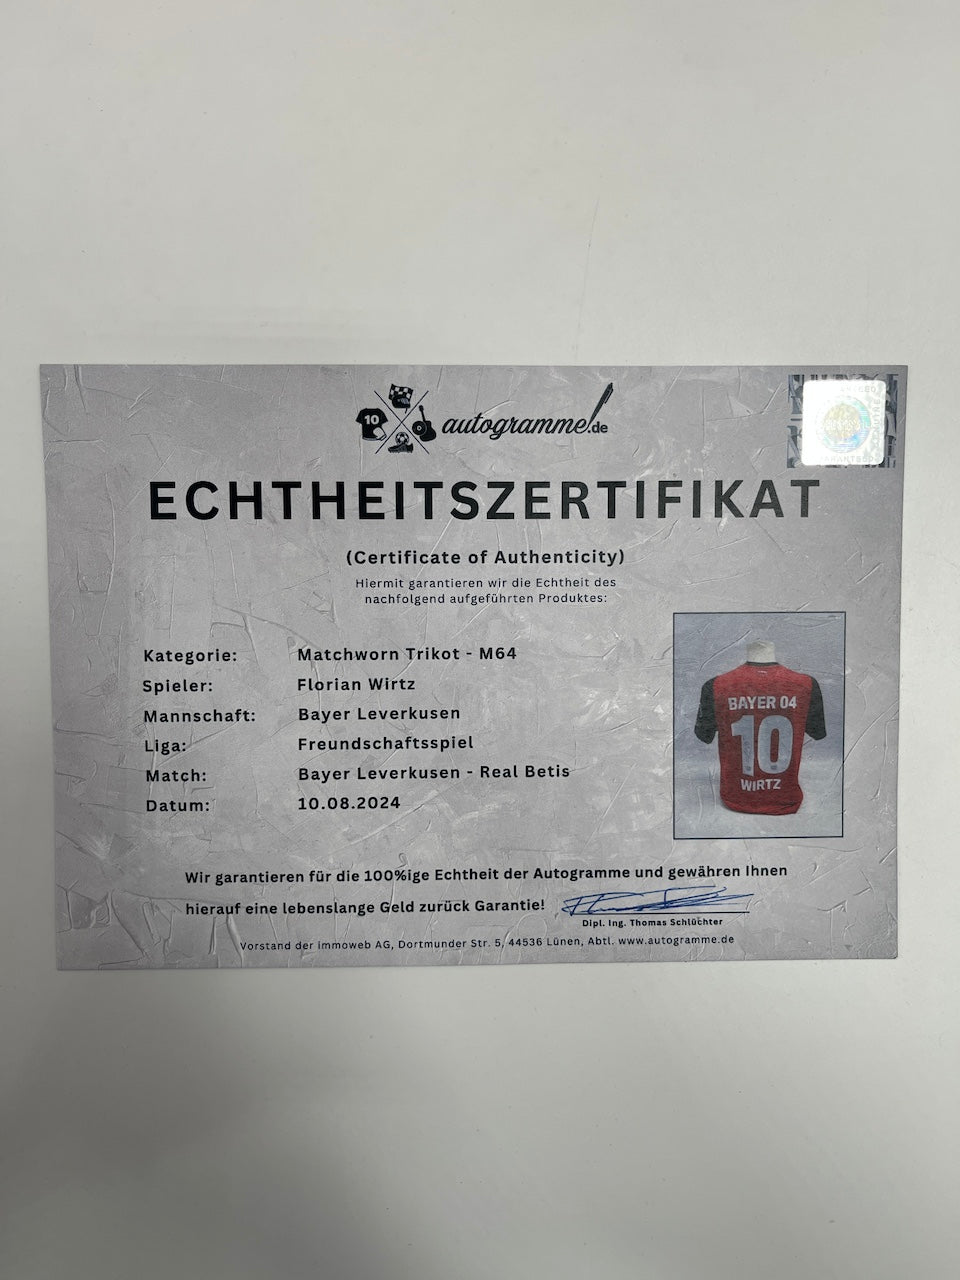 10
autogramme.de
ECHTHEITSZERTIFIKAT
(Certificate of Authenticity)
Hiermit garantieren wir die Echtheit des
nachfolgend aufgeführten Produktes:
Kategorie: Matchworn Trikot - M64
Spieler: Florian Wirtz
Mannschaft: Bayer Leverkusen
Liga: Freundschaftsspiel
Match: Bayer Leverkusen - Real Betis
Datum: 10.08.2024
BAYER 04
10
WIRTZ
Wir garantieren für die 100%ige Echtheit der Autogramme und gewähren Ihnen
hierauf eine lebenslange Geld zurück Garantie!
Dipl. Ing. Thomas Schlüchter
Vorstand der immoweb AG, Dortmunder Str. 5, 44536 Lünen, Abtl. www.autogramme.de